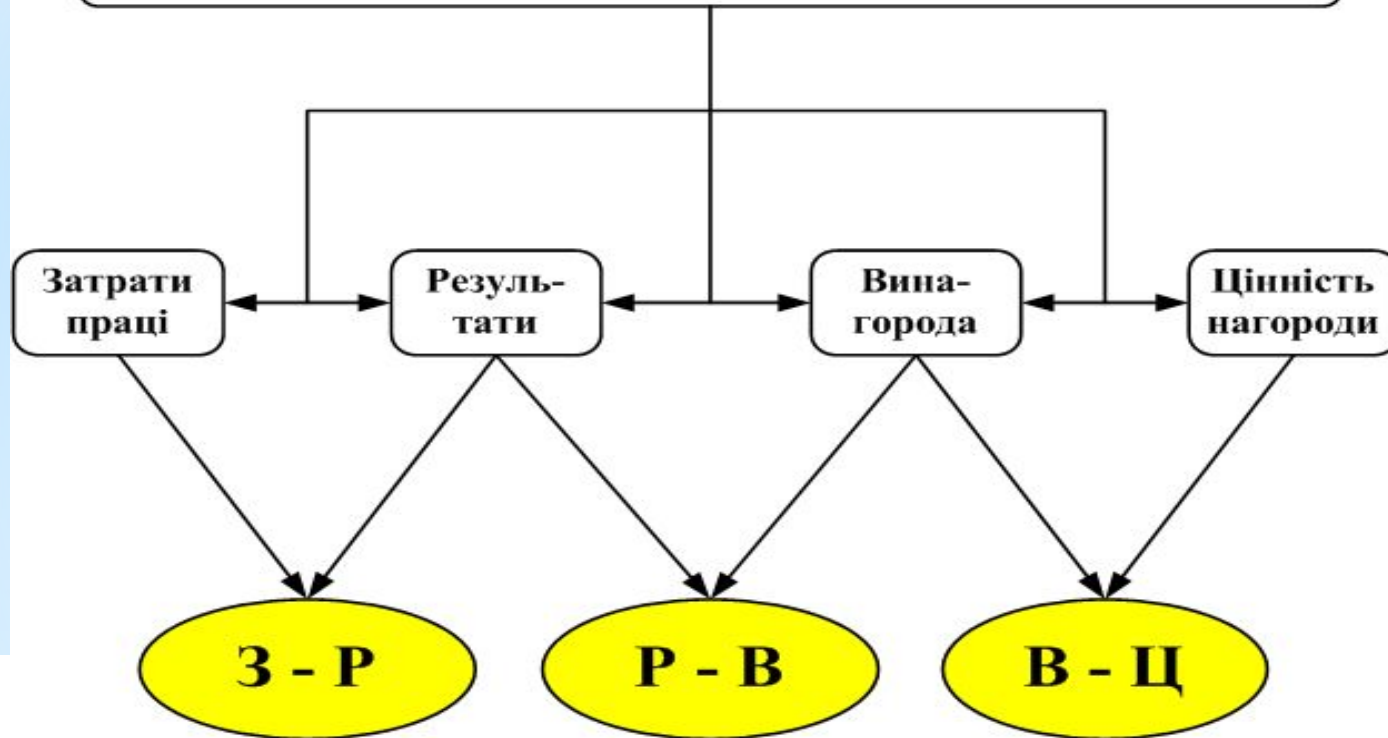 Затрати
праці
Резуль-
тати
Вина-
города
Цінність
нагороди
З - Р
Р - В
В - Ц